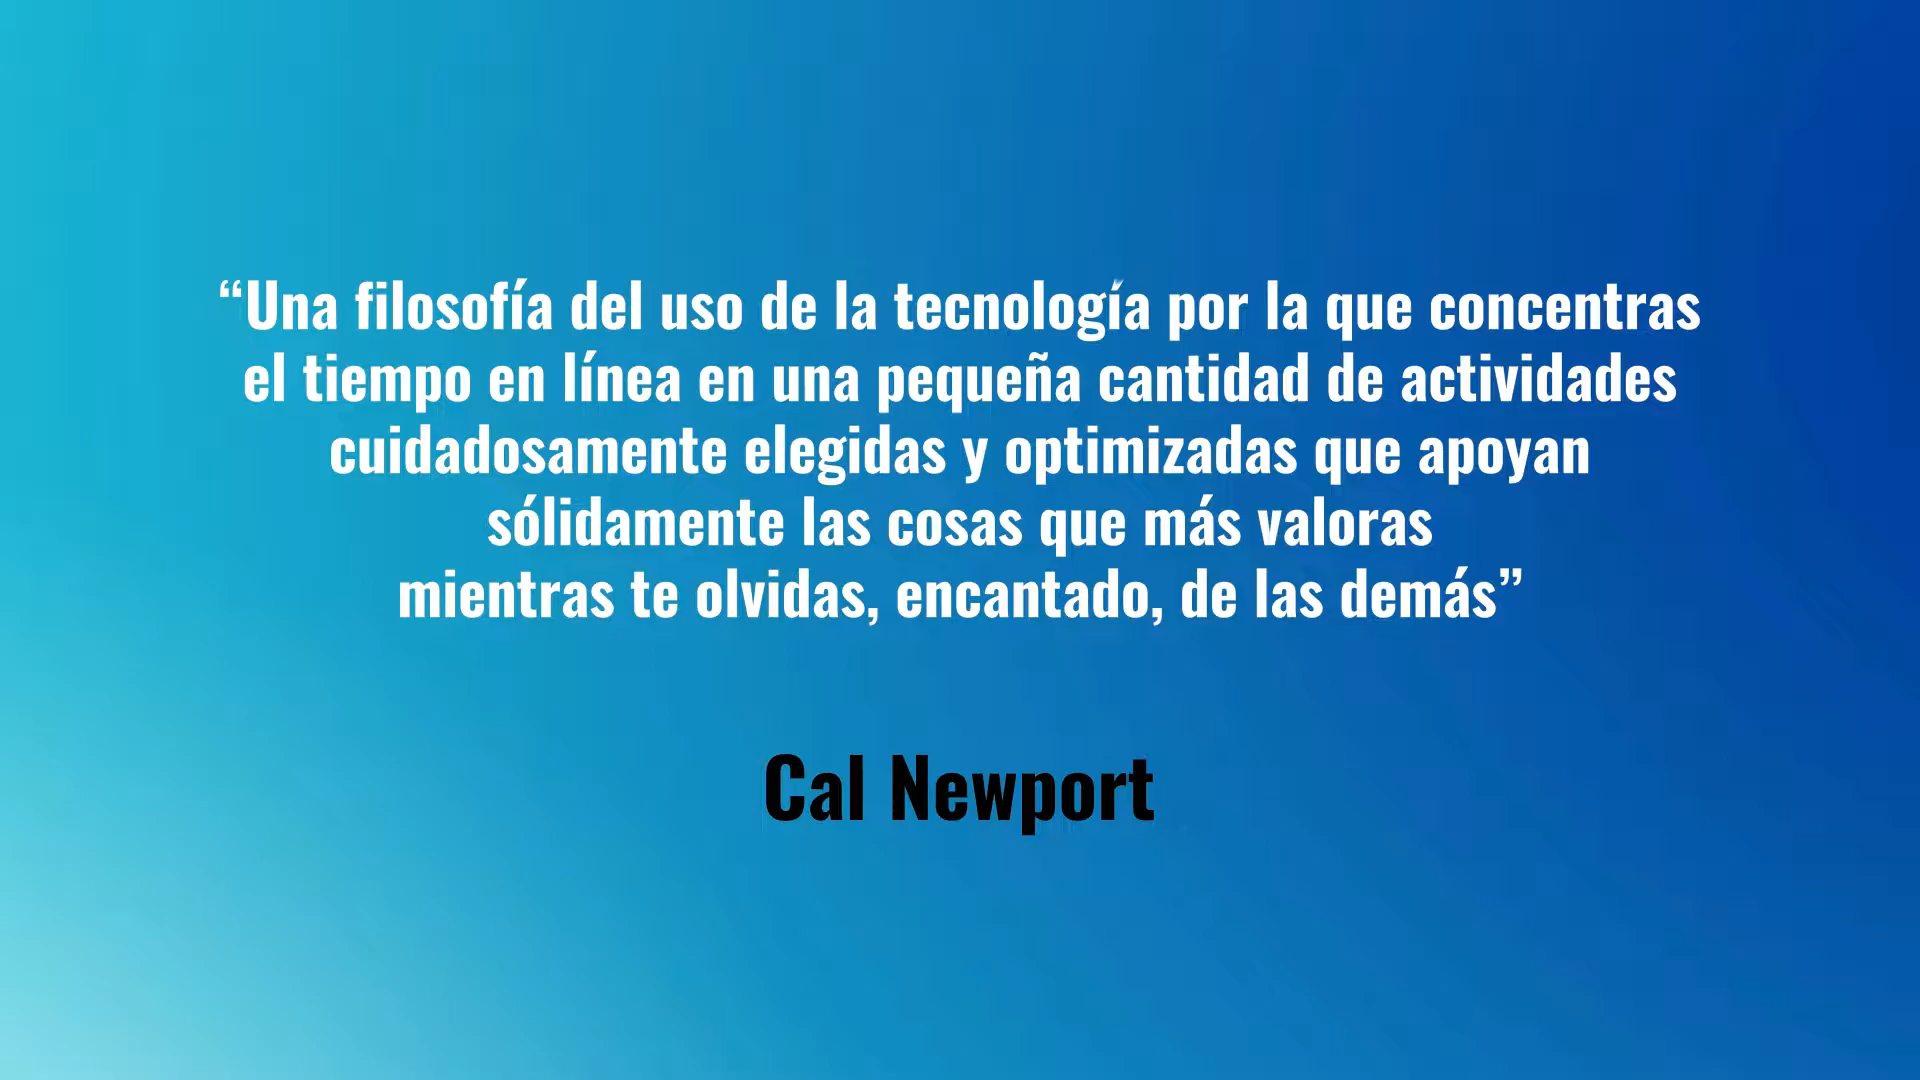 “Una filosofía del uso de la tecnología por la que concentras
el tiempo en línea en una pequeña cantidad de actividades
cuidadosamente elegidas y optimizadas que apoyan
sólidamente las cosas que más valoras
mientras te olvidas, encantado, de las demás”
Cal Newport